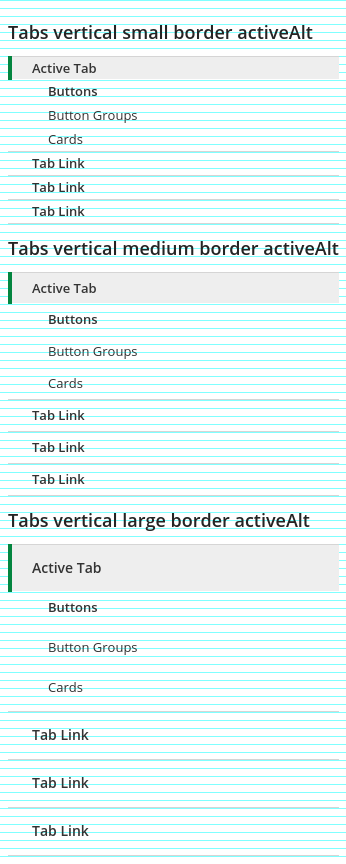 Tabs vertical small border activeAlt
Active Tab
Buttons
Button Groups
Cards
Tab Link
Tab Link
Tab Link
Tabs vertical medium border activeAlt
Active Tab
Buttons
Button Groups
Cards
Tab Link
Tab Link
Tab Link
Tabs vertical large border activeAlt
Active Tab
Buttons
Button Groups
Cards
Tab Link
Tab Link
Tab Link